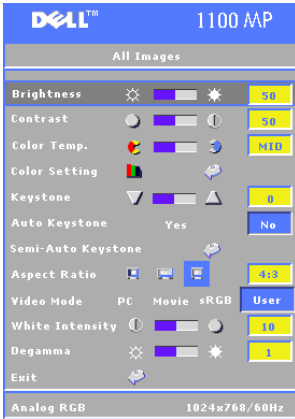 DELL™ 1100 MP
All Images
Brightness 50
Contrast 50
Color Temp. MID
Color Setting
Keystone 0
Auto Keystone Yes No
Semi-Auto Keystone
Aspect Ratio 4:3
Video Mode PC Movie sRGB User
White Intensity 10
Degamma 1
Exit
Analog RGB 1024x768/60Hz